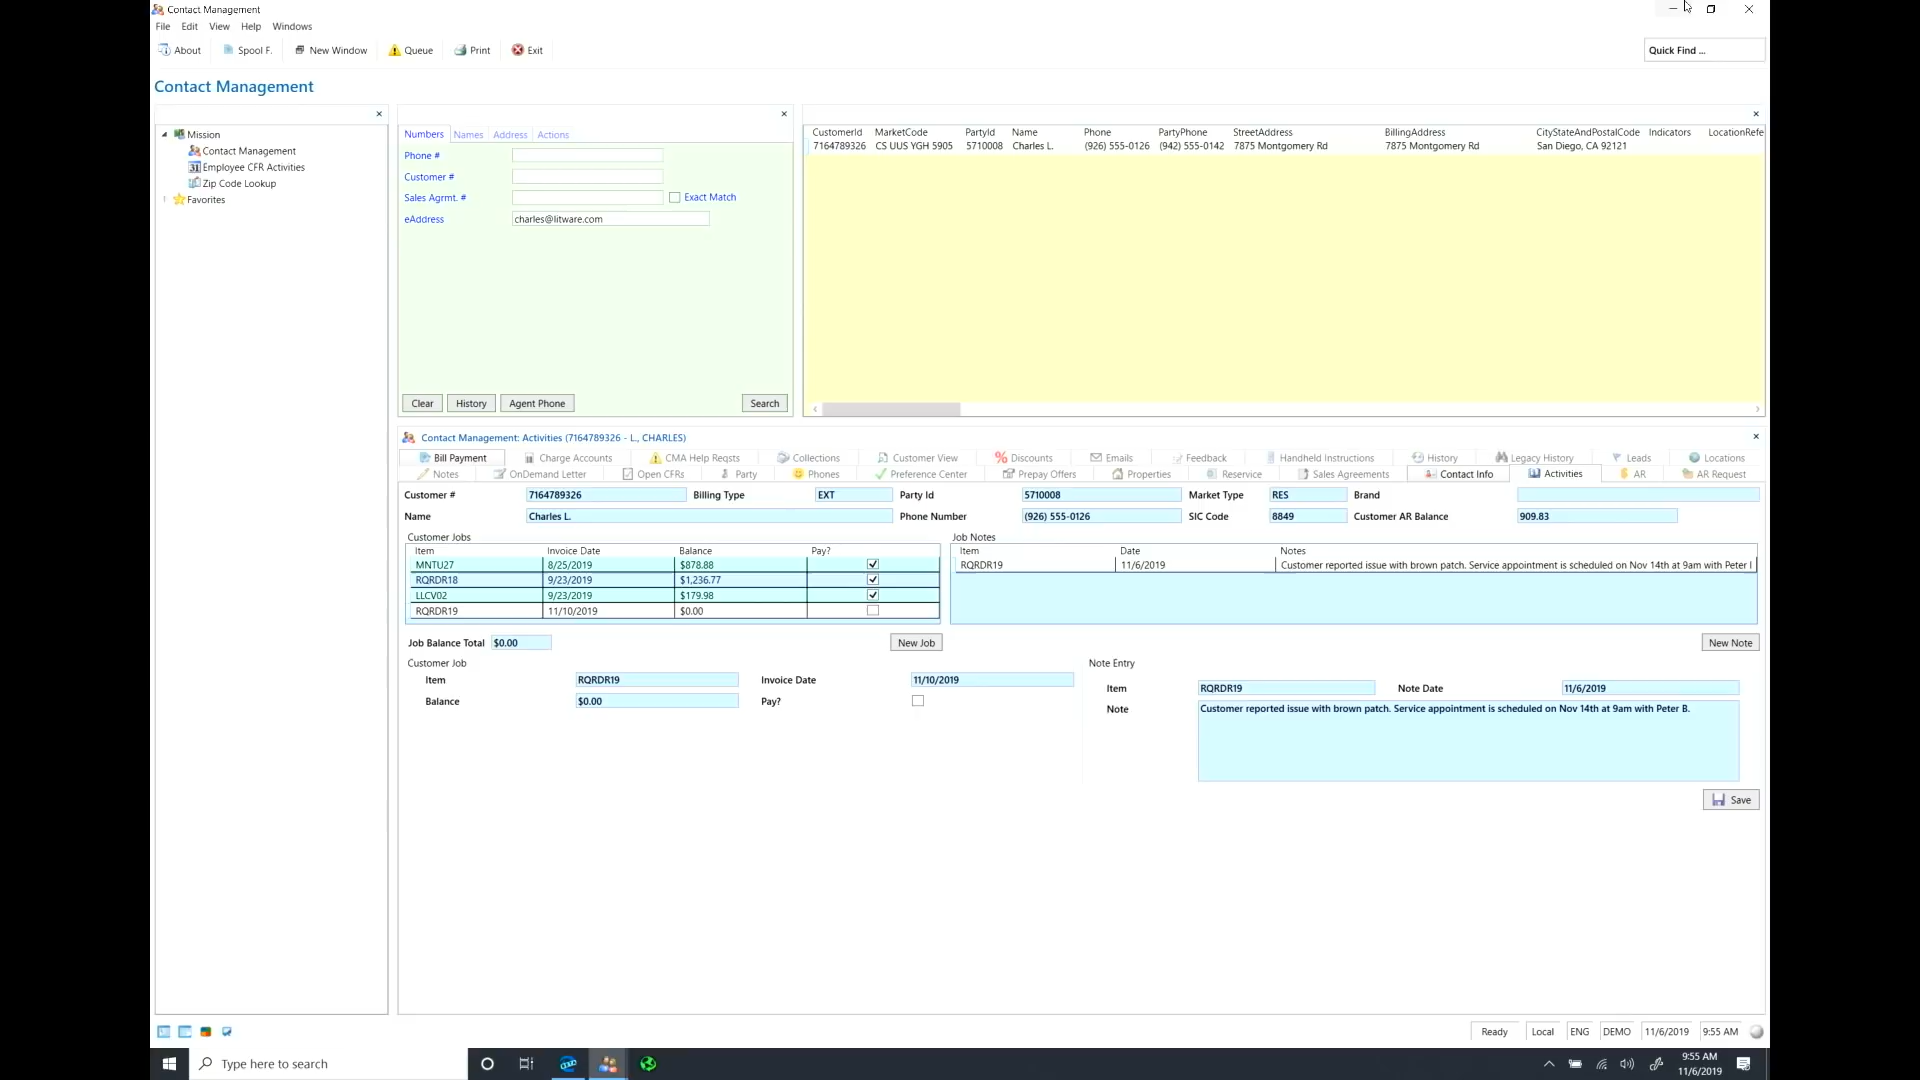 Contact Management
File Edit View Help Windows
About Spool F. New Window Queue Print Exit
Quick Find ...
Contact Management
Mission
Contact Management
Employee CFR Activities
Zip Code Lookup
Favorites
Numbers Names Address Actions
Phone #
Customer #
Sales Agrmt. # Exact Match
eAddress charles@litware.com
Clear History Agent Phone Search
CustomerId MarketCode PartyId Name Phone PartyPhone StreetAddress BillingAddress CityStateAndPostalCode Indicators LocationRefe
7164789326 CS UUS YGH 5905 5710008 Charles L. (926) 555-0126 (942) 555-0142 7875 Montgomery Rd 7875 Montgomery Rd San Diego, CA 92121
Contact Management: Activities (7164789326 - L., CHARLES)
Bill Payment Charge Accounts CMA Help Reqsts Collections Customer View Discounts Emails Feedback Handheld Instructions History Legacy History Leads Locations
Notes OnDemand Letter Open CFRs Party Phones Preference Center Prepay Offers Properties Reservice Sales Agreements Contact Info Activities AR AR Request
Customer # 7164789326 Billing Type EXT Party Id 5710008 Market Type RES Brand
Name Charles L. Phone Number (926) 555-0126 SIC Code 8849 Customer AR Balance 909.83
Customer Jobs
Item Invoice Date Balance Pay?
MNTU27 8/25/2019 $878.88
RQRDR18 9/23/2019 $1,236.77
LLCV02 9/23/2019 $179.98
RQRDR19 11/10/2019 $0.00
Job Notes
Item Date Notes
RQRDR19 11/6/2019 Customer reported issue with brown patch. Service appointment is scheduled on Nov 14th at 9am with Peter
Job Balance Total $0.00 New Job
New Note
Customer Job
Item RQRDR19 Invoice Date 11/10/2019
Balance $0.00 Pay?
Note Entry
Item RQRDR19 Note Date 11/6/2019
Note Customer reported issue with brown patch. Service appointment is scheduled on Nov 14th at 9am with Peter B.
Save
Ready Local ENG DEMO 11/6/2019 9:55 AM
Type here to search
9:55 AM
11/6/2019